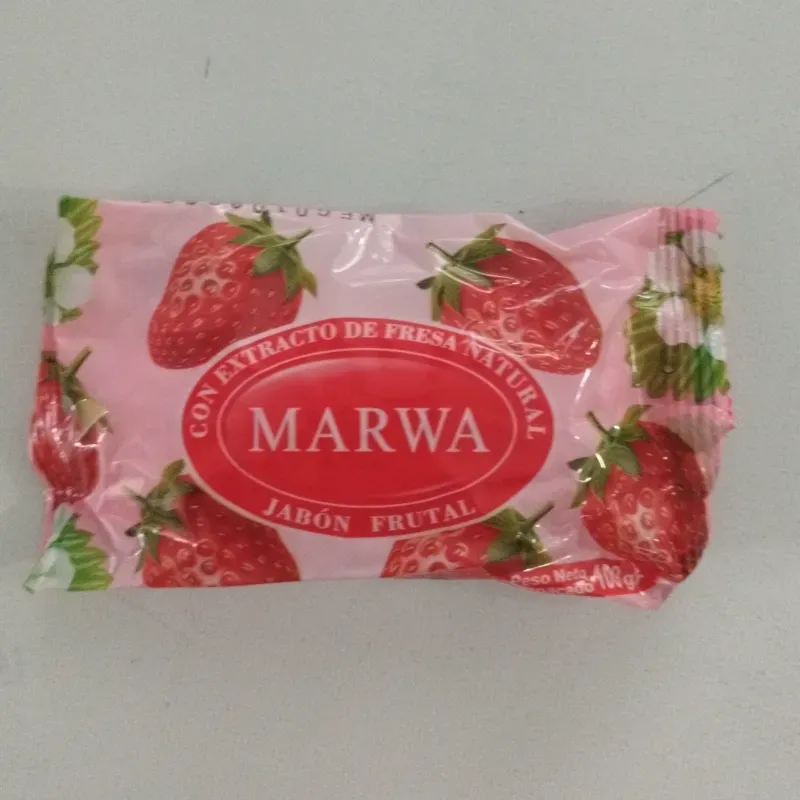 CON EXTRACTO DE FRESA NATURAL
MARWA
JABÓN FRUTAL
Peso Neto